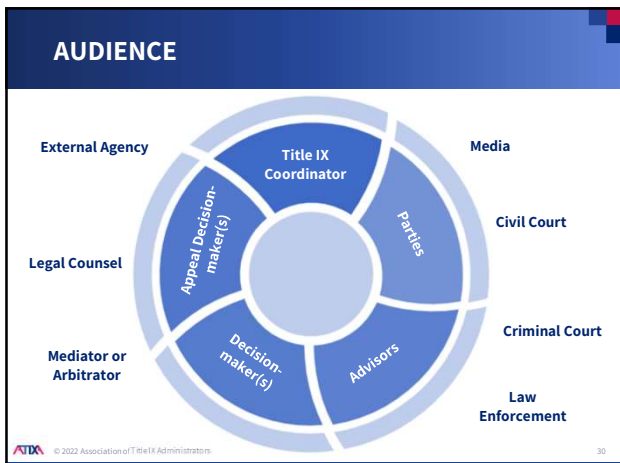 AUDIENCE
External Agency
Media
Title IX
Coordinator
Appeal Decision-
maker(s)
Parties
Civil Court
Legal Counsel
Decision-
maker(s)
Advisors
Criminal Court
Mediator or
Arbitrator
Law
Enforcement
ATIXA © 2022 Association of Title IX Administrators
30